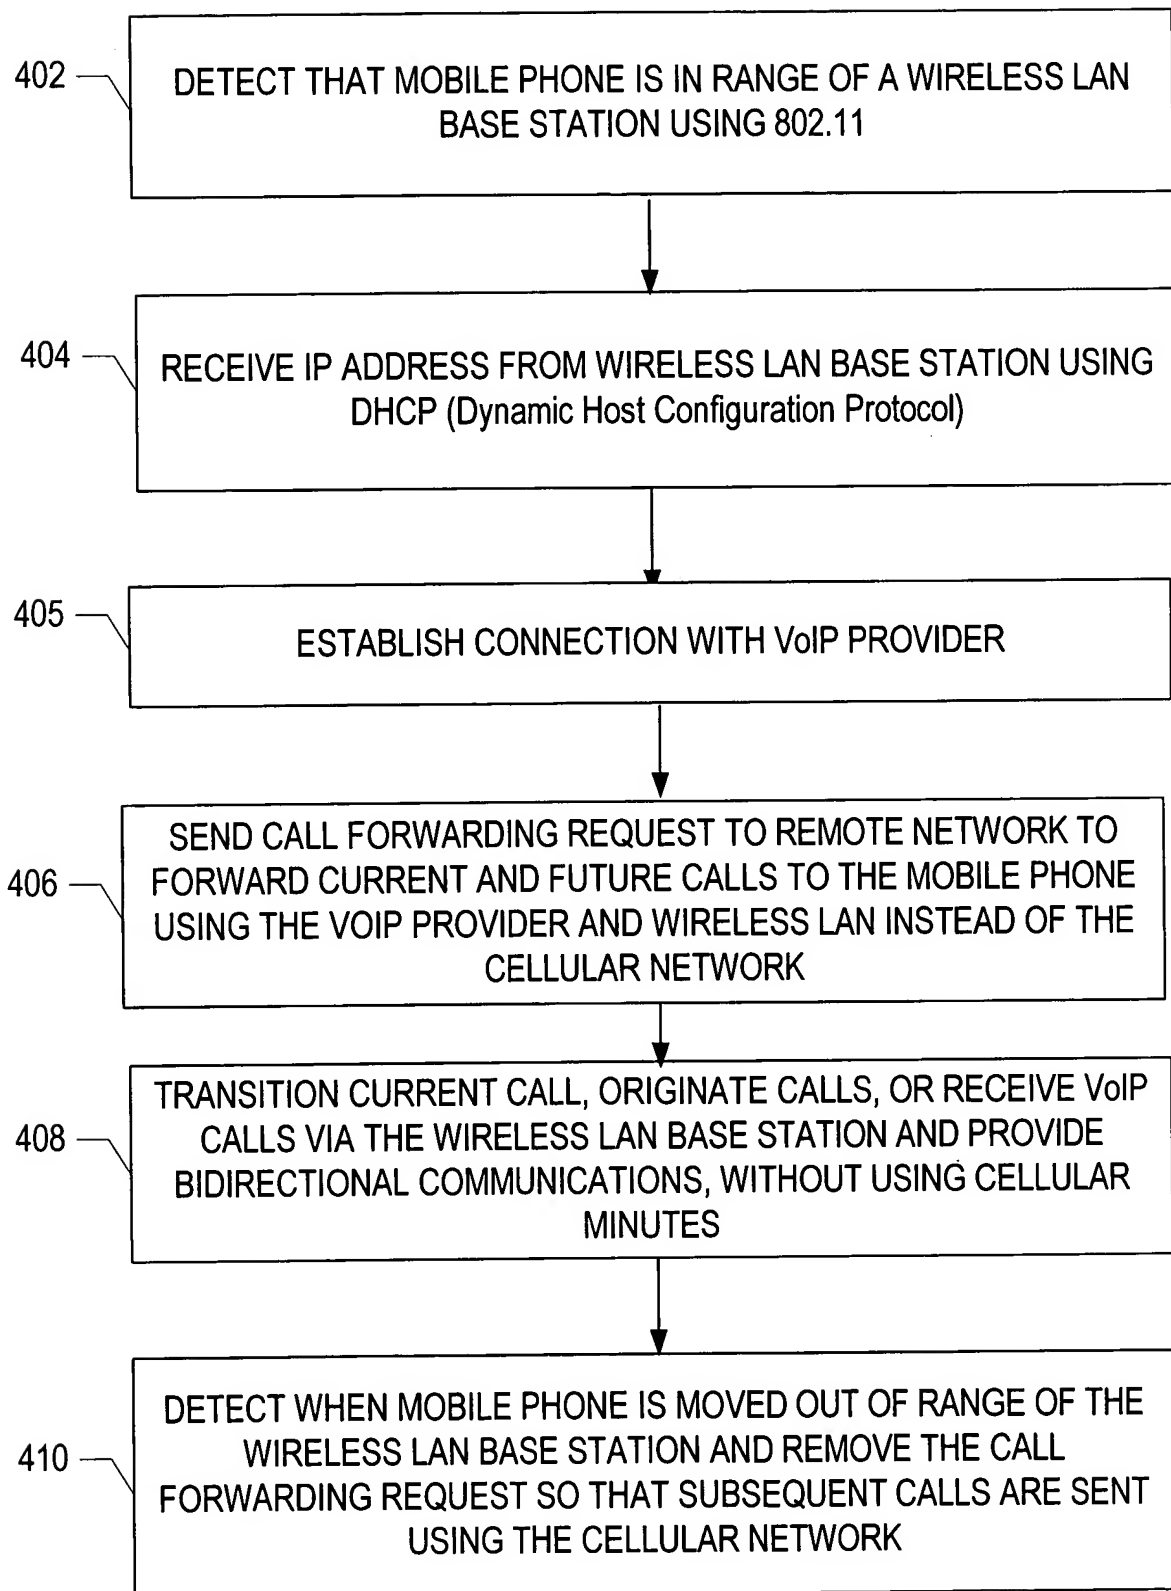 402
DETECT THAT MOBILE PHONE IS IN RANGE OF A WIRELESS LAN
BASE STATION USING 802.11
404
RECEIVE IP ADDRESS FROM WIRELESS LAN BASE STATION USING
DHCP (Dynamic Host Configuration Protocol)
405
ESTABLISH CONNECTION WITH VoIP PROVIDER
406
SEND CALL FORWARDING REQUEST TO REMOTE NETWORK TO
FORWARD CURRENT AND FUTURE CALLS TO THE MOBILE PHONE
USING THE VOIP PROVIDER AND WIRELESS LAN INSTEAD OF THE
CELLULAR NETWORK
408
TRANSITION CURRENT CALL, ORIGINATE CALLS, OR RECEIVE VoIP
CALLS VIA THE WIRELESS LAN BASE STATION AND PROVIDE
BIDIRECTIONAL COMMUNICATIONS, WITHOUT USING CELLULAR
MINUTES
410
DETECT WHEN MOBILE PHONE IS MOVED OUT OF RANGE OF THE
WIRELESS LAN BASE STATION AND REMOVE THE CALL
FORWARDING REQUEST SO THAT SUBSEQUENT CALLS ARE SENT
USING THE CELLULAR NETWORK